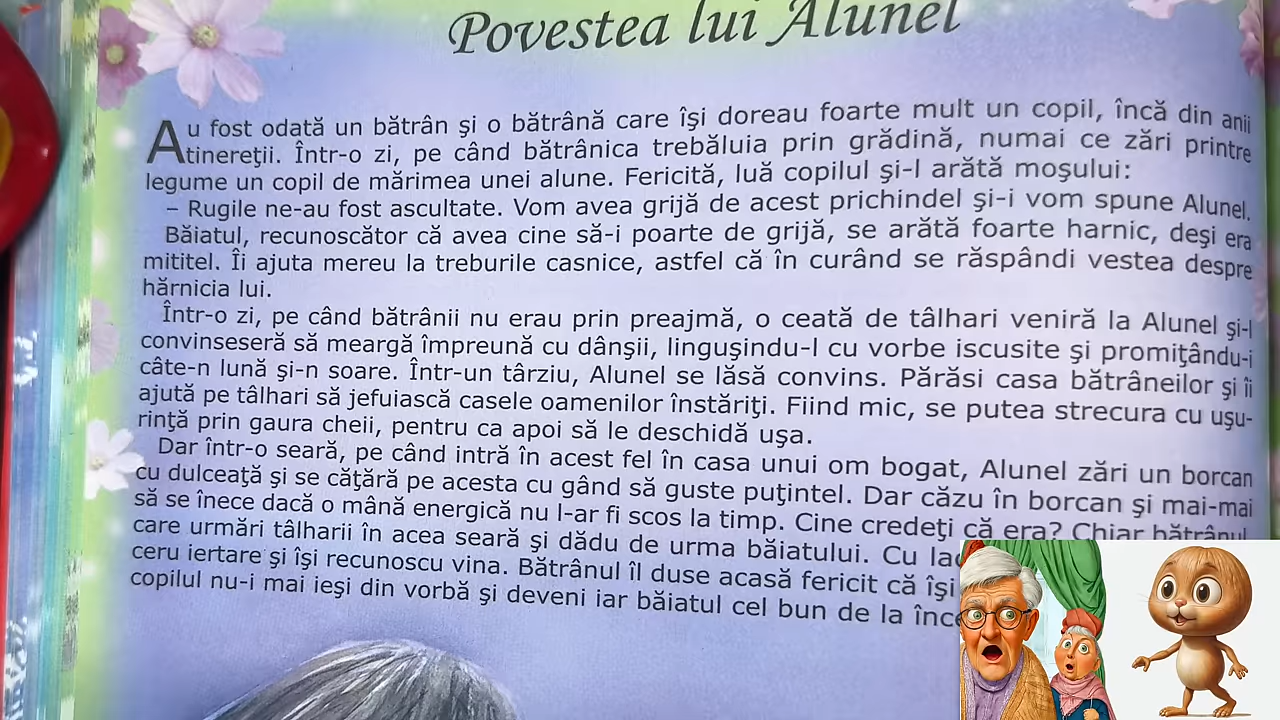 Povestea lui Alunel
Au fost odată un bătrân şi o bătrână care îşi doreau foarte mult un copil, încă din anii
tinereţii. Într-o zi, pe când bătrânica trebăluia prin grădină, numai ce zări printre
legume un copil de mărimea unei alune. Fericită, luă copilul şi-l arătă moşului:
– Rugile ne-au fost ascultate. Vom avea grijă de acest prichindel şi-i vom spune Alunel.
Băiatul, recunoscător că avea cine să-i poarte de grijă, se arătă foarte harnic, deşi era
mititel. Îi ajuta mereu la treburile casnice, astfel că în curând se răspândi vestea despre
hărnicia lui.
Într-o zi, pe când bătrânii nu erau prin preajmă, o ceată de tâlhari veniră la Alunel şi-l
convinseseră să meargă împreună cu dânşii, linguşindu-l cu vorbe iscusite şi promiţându-i
câte-n lună şi-n soare. Într-un târziu, Alunel se lăsă convins. Părăsi casa bătrâneilor şi îi
ajută pe tâlhari să jefuiască casele oamenilor înstăriţi. Fiind mic, se putea strecura cu uşu-
rinţă prin gaura cheii, pentru ca apoi să le deschidă uşa.
Dar într-o seară, pe când intră în acest fel în casa unui om bogat, Alunel zări un borcan
cu dulceaţă şi se căţără pe acesta cu gând să guste puţintel. Dar căzu în borcan şi mai-mai
să se înece dacă o mână energică nu l-ar fi scos la timp. Cine credeţi că era? Chiar bătrânul
care urmări tâlharii în acea seară şi dădu de urma băiatului. Cu
ceru iertare şi îşi recunoscu vina. Bătrânul îl duse acasă fericit că îşi
copilul nu-i mai ieşi din vorbă şi deveni iar băiatul cel bun de la